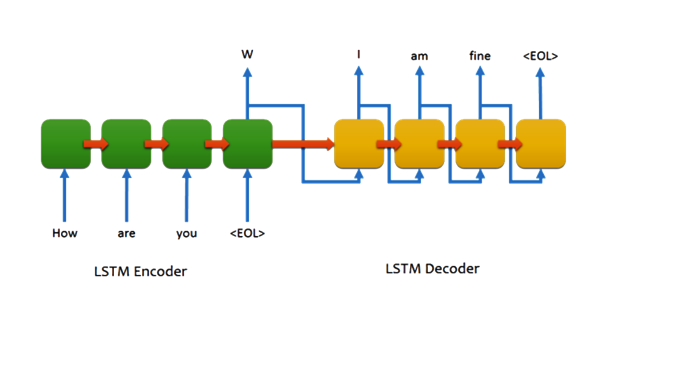 W I am fine <EOL>
How are you <EOL>
LSTM Encoder
LSTM Decoder